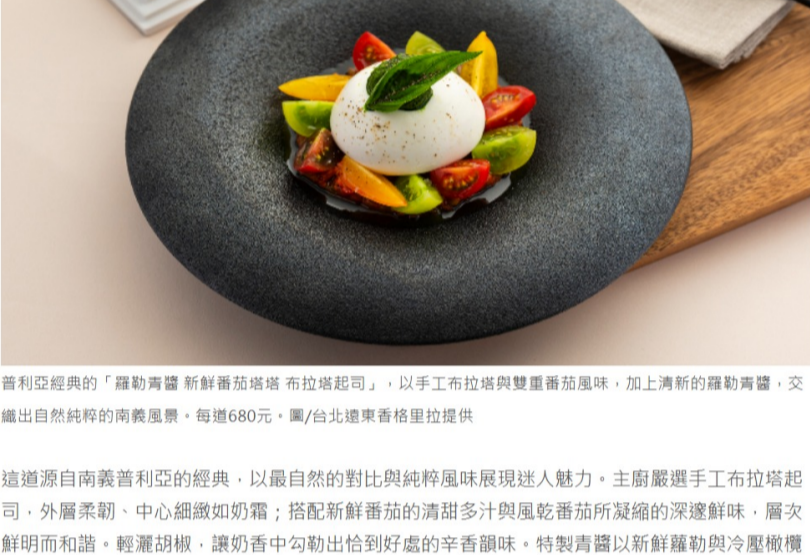 普利亞經典的「羅勒青醬 新鮮番茄塔塔 布拉塔起司」，以手工布拉塔與雙重番茄風味，加上清新的羅勒青醬，交
織出自然純粹的南義風景。每道680元。圖/台北遠東香格里拉提供
這道源自南義普利亞的經典，以最自然的對比與純粹風味展現迷人魅力。主廚嚴選手工布拉塔起
司，外層柔韌、中心細緻如奶霜；搭配新鮮番茄的清甜多汁與風乾番茄所凝縮的深邃鮮味，層次
鮮明而和諧。輕灑胡椒，讓奶香中勾勒出恰到好處的辛香韻味。特製青醬以新鮮蘿勒與冷壓橄欖